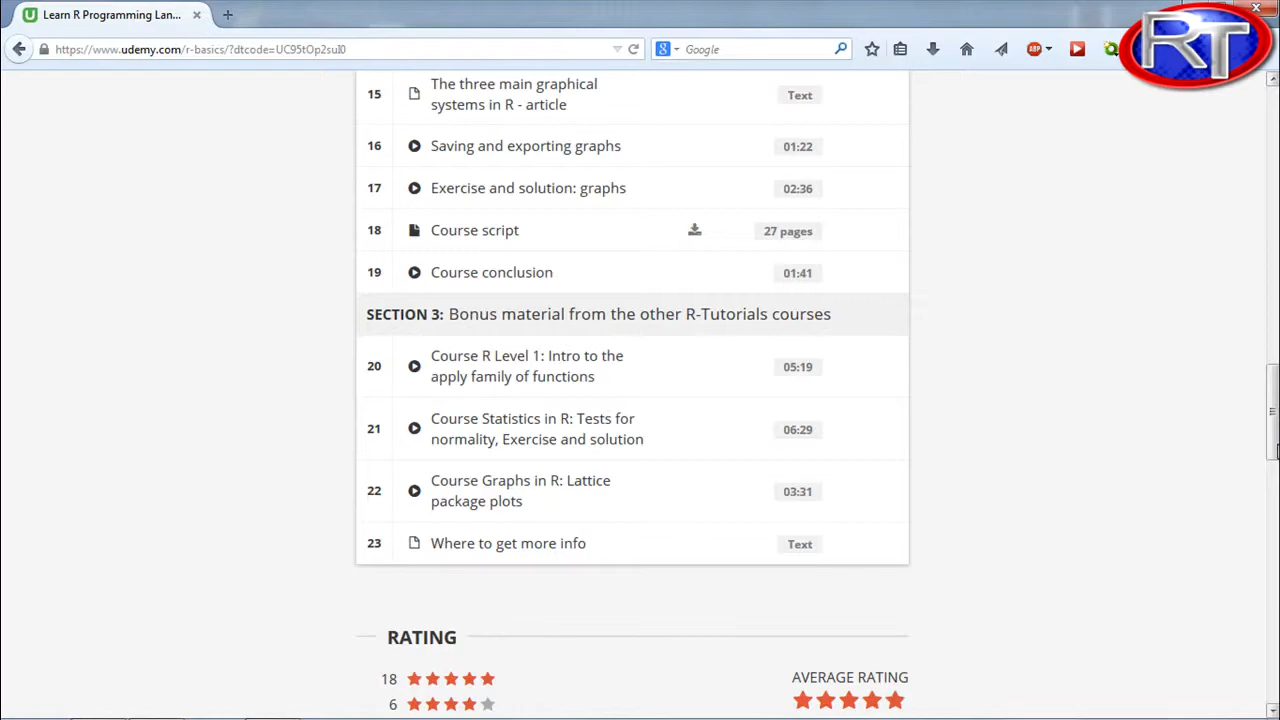 Learn R Programming Lan...
https://www.udemy.com/r-basics/?dtcode=UC95tOp2sul0
Google
ABP
RT
15
The three main graphical
systems in R - article
Text
16
Saving and exporting graphs
01:22
17
Exercise and solution: graphs
02:36
18
Course script
27 pages
19
Course conclusion
01:41
SECTION 3: Bonus material from the other R-Tutorials courses
20
Course R Level 1: Intro to the
apply family of functions
05:19
21
Course Statistics in R: Tests for
normality, Exercise and solution
06:29
22
Course Graphs in R: Lattice
package plots
03:31
23
Where to get more info
Text
RATING
18
AVERAGE RATING
6